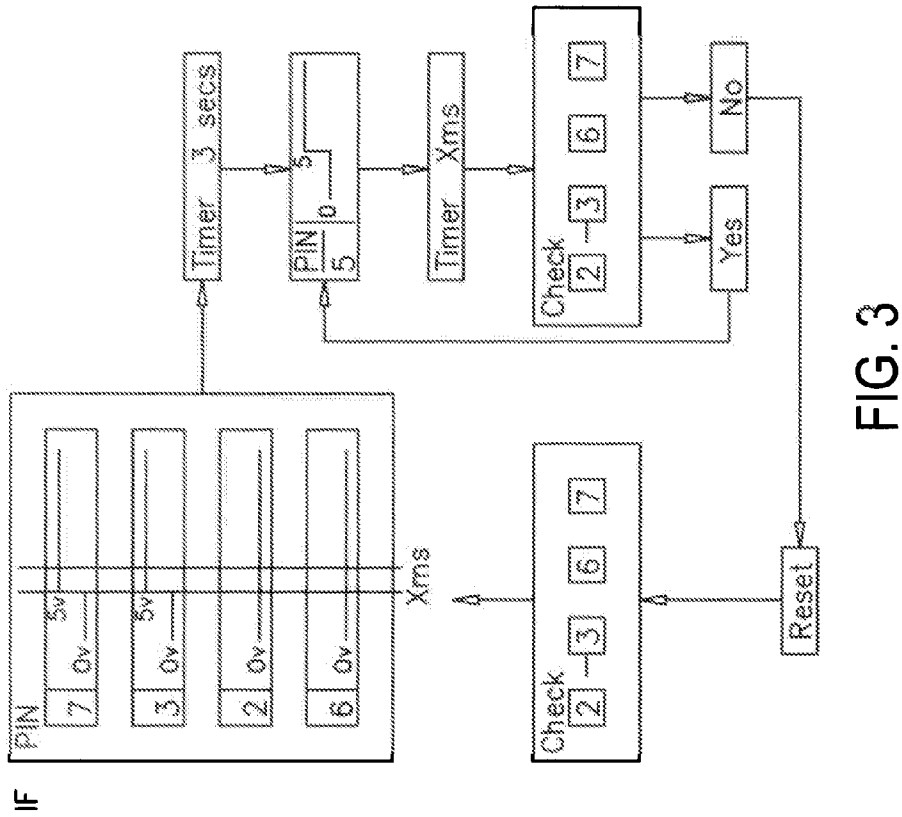 IF
PIN
7 0v 5v
3 0v 5v
2 0v
6 0v
Xms
Timer 3 secs
PIN
5 0 5
Timer Xms
Check
2 3 6 7
Yes
No
Reset
Check
2 3 6 7
FIG. 3